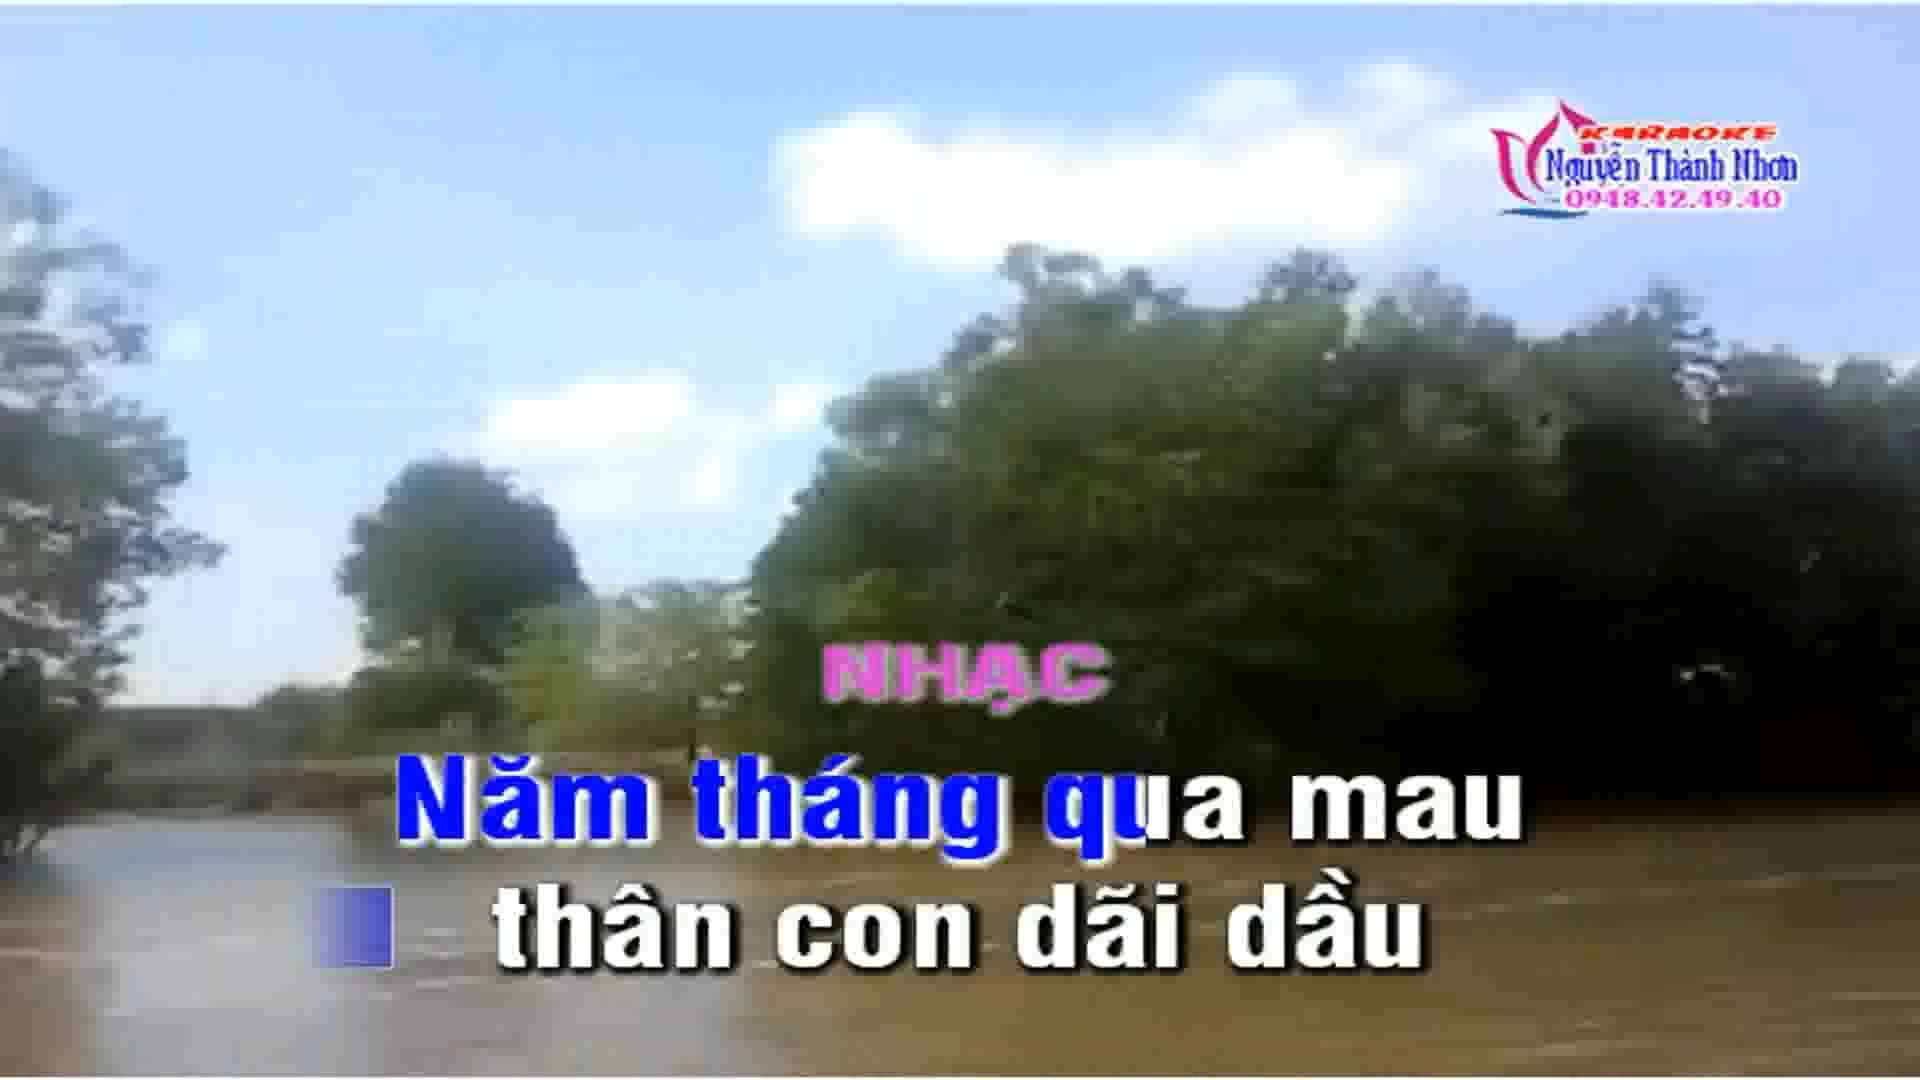 KARAOKE
Nguyễn Thành Nhơn
0948.42.49.40
NHẠC
Năm tháng qua mau
thân con dãi dầu